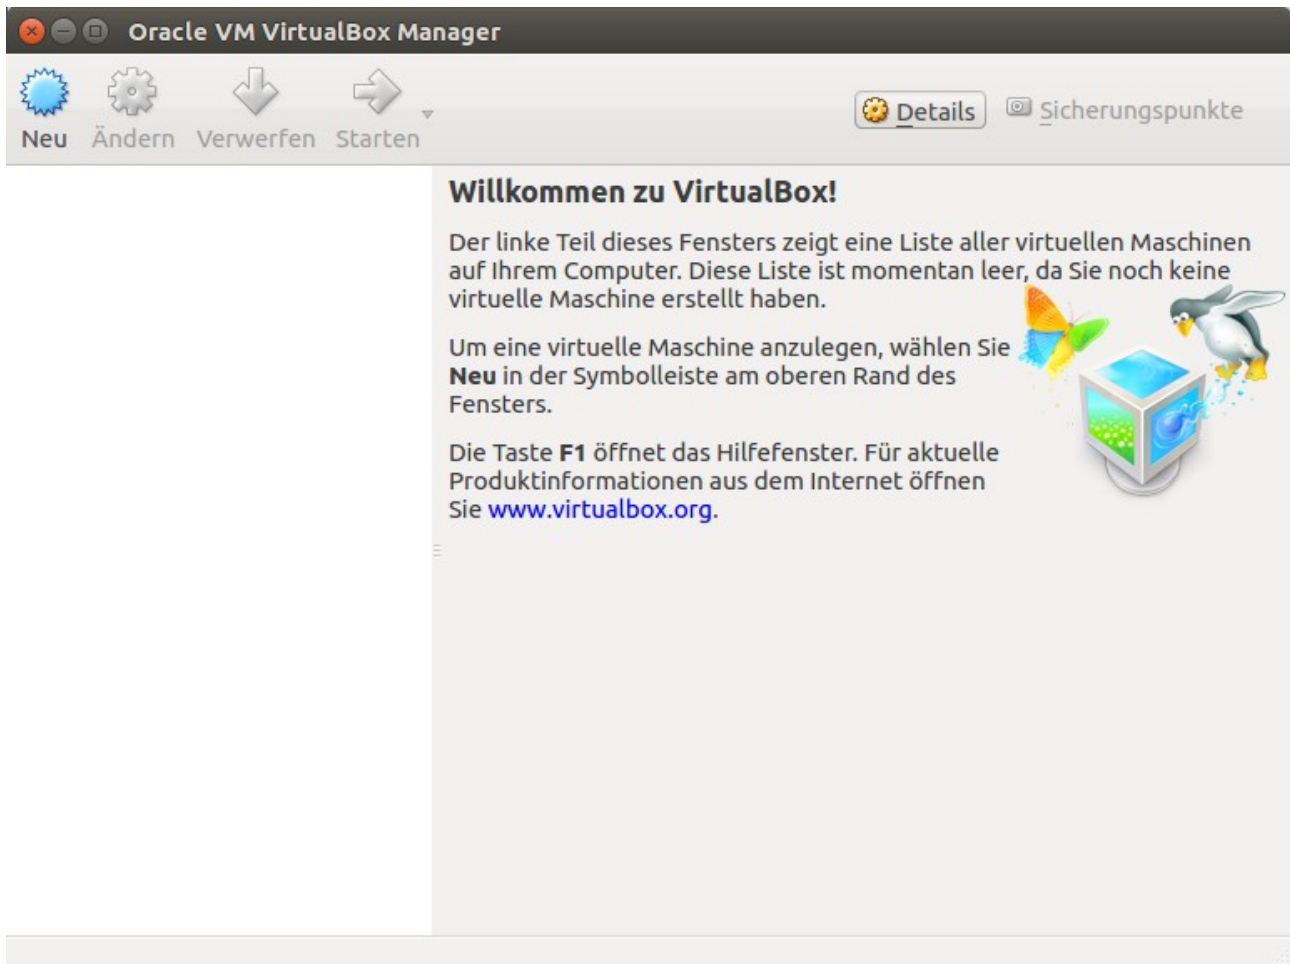 Oracle VM VirtualBox Manager
Neu Ändern Verwerfen Starten Details Sicherungspunkte
Willkommen zu VirtualBox!
Der linke Teil dieses Fensters zeigt eine Liste aller virtuellen Maschinen
auf Ihrem Computer. Diese Liste ist momentan leer, da Sie noch keine
virtuelle Maschine erstellt haben.
Um eine virtuelle Maschine anzulegen, wählen Sie
Neu in der Symbolleiste am oberen Rand des
Fensters.
Die Taste F1 öffnet das Hilfefenster. Für aktuelle
Produktinformationen aus dem Internet öffnen
Sie www.virtualbox.org.